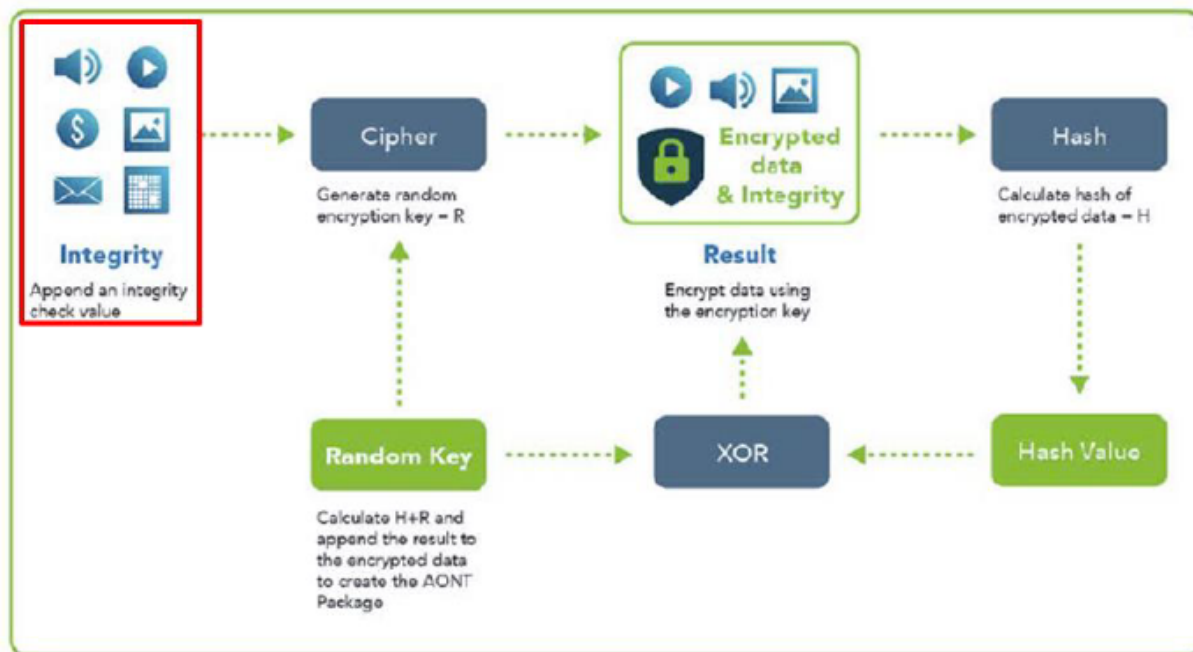 Cipher
Generate random
encryption key – R
Integrity
Append an integrity
check value
Encrypted
data
& Integrity
Result
Encrypt data using
the encryption key
Hash
Calculate hash of
encrypted data – H
Random Key
Calculate H+R and
append the result to
the encrypted data
to create the AONT
Package
XOR
Hash Value